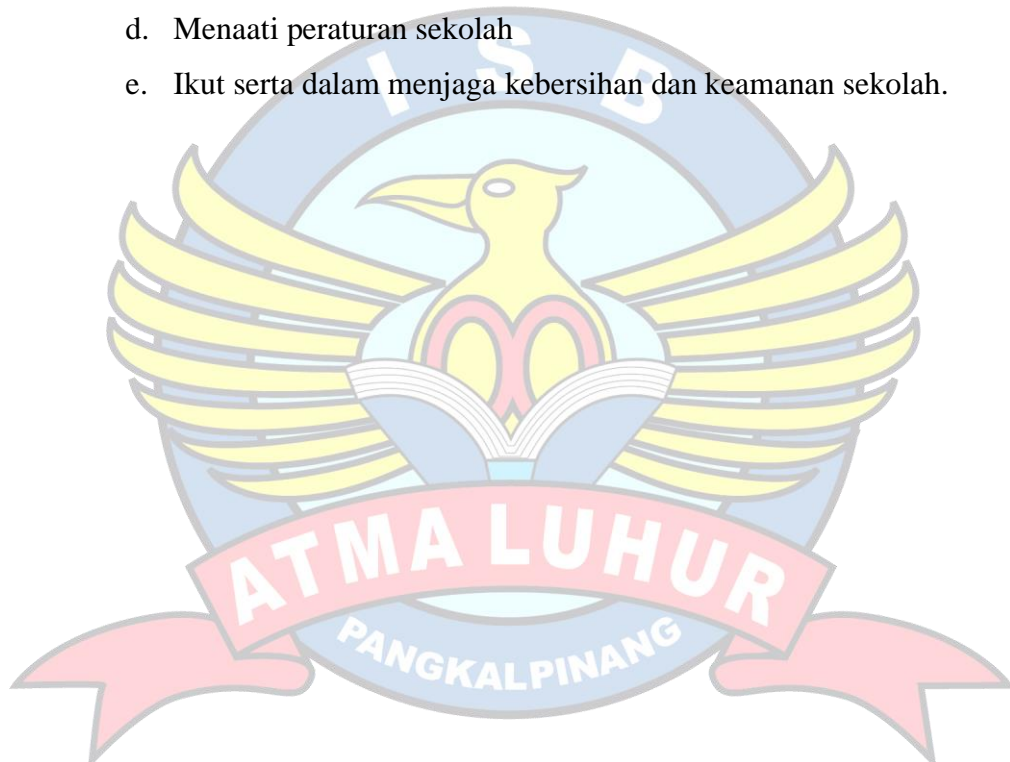 d. Menaati peraturan sekolah
I S B
e. Ikut serta dalam menjaga kebersihan dan keamanan sekolah.
ATMA LUHUR
PANGKALPINANG